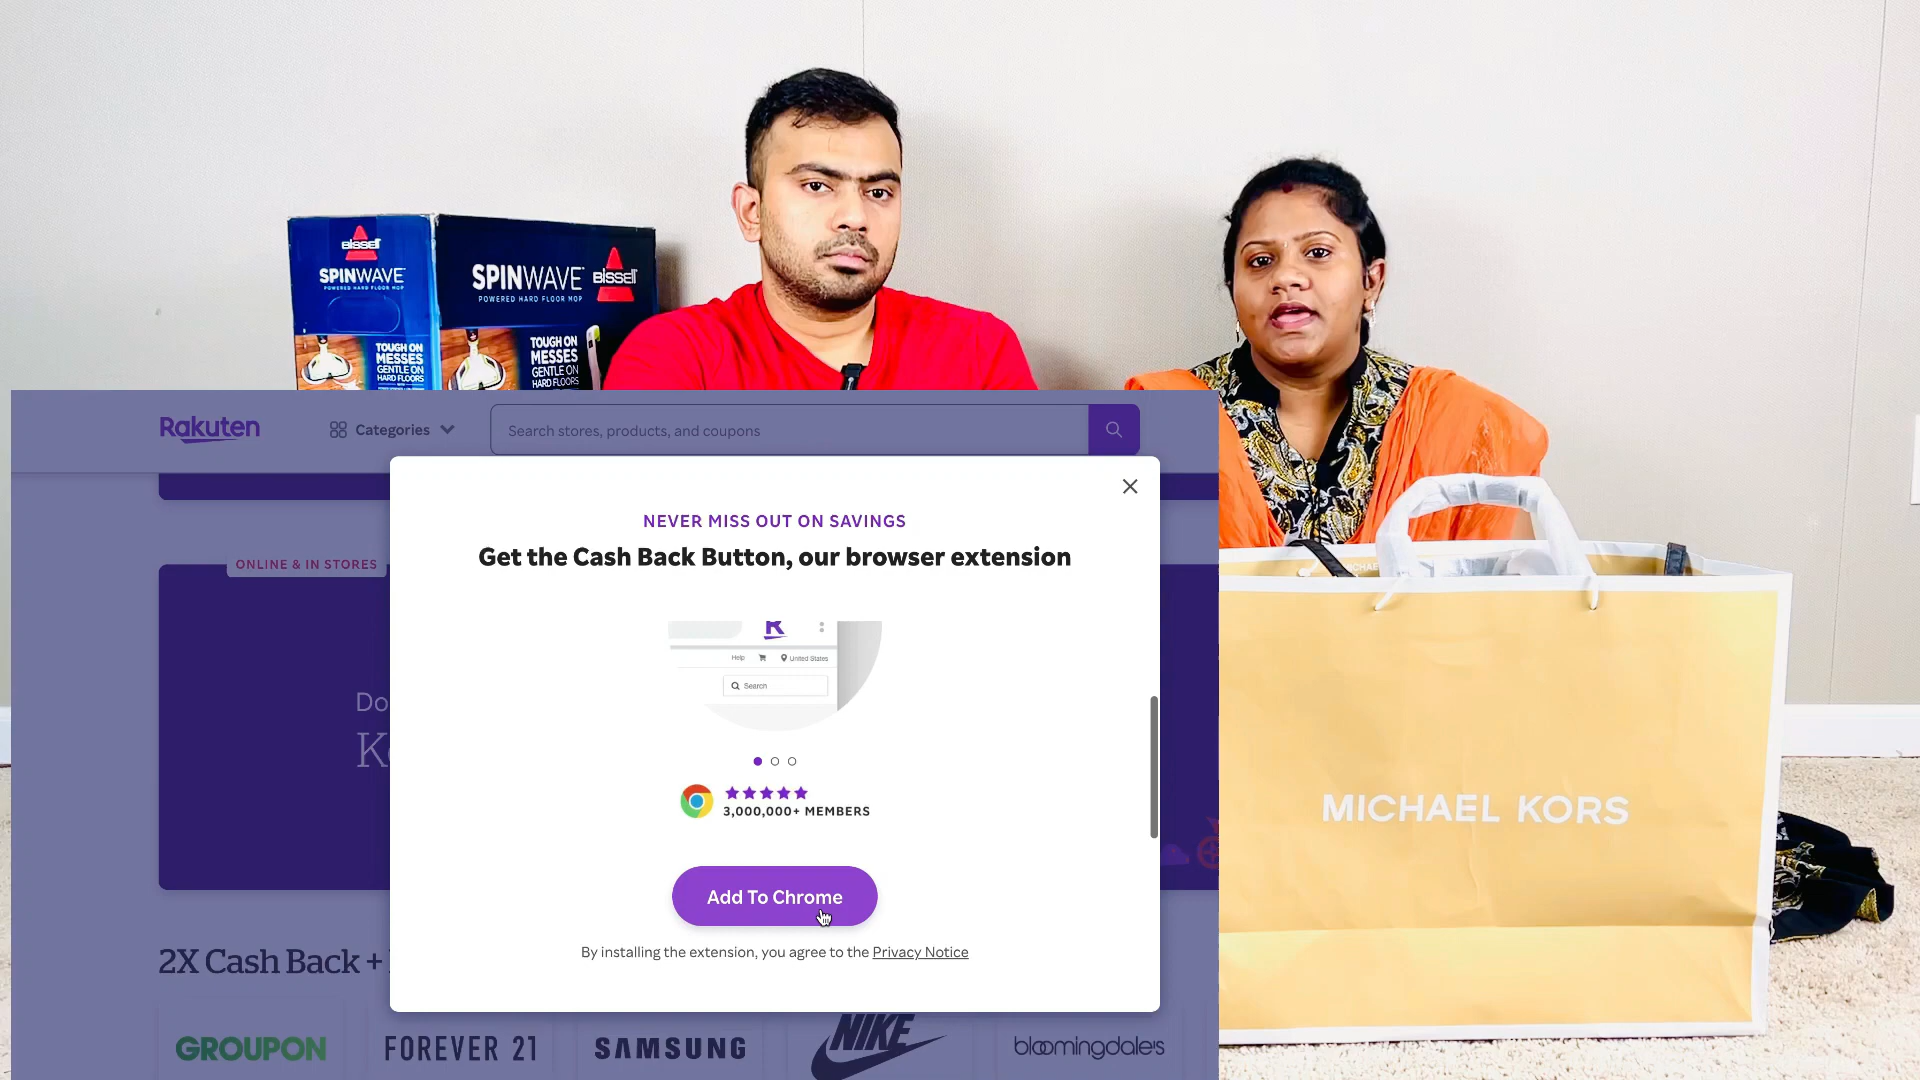 BISSELL
SPINWAVE
POWERED HARD FLOOR MOP
SPINWAVE
BISSELL
POWERED HARD FLOOR MOP
TOUGH ON
MESSES
GENTLE ON
HARD FLOORS
TOUGH ON
MESSES
GENTLE ON
HARD FLOORS
Rakuten
Categories
Search stores, products, and coupons
NEVER MISS OUT ON SAVINGS
Get the Cash Back Button, our browser extension
ONLINE & IN STORES
Help
United States
Search
Do
3,000,000+ MEMBERS
Add To Chrome
By installing the extension, you agree to the Privacy Notice
2X Cash Back +
GROUPON
FOREVER 21
SAMSUNG
NIKE
bloomingdale's
MICHAEL KORS